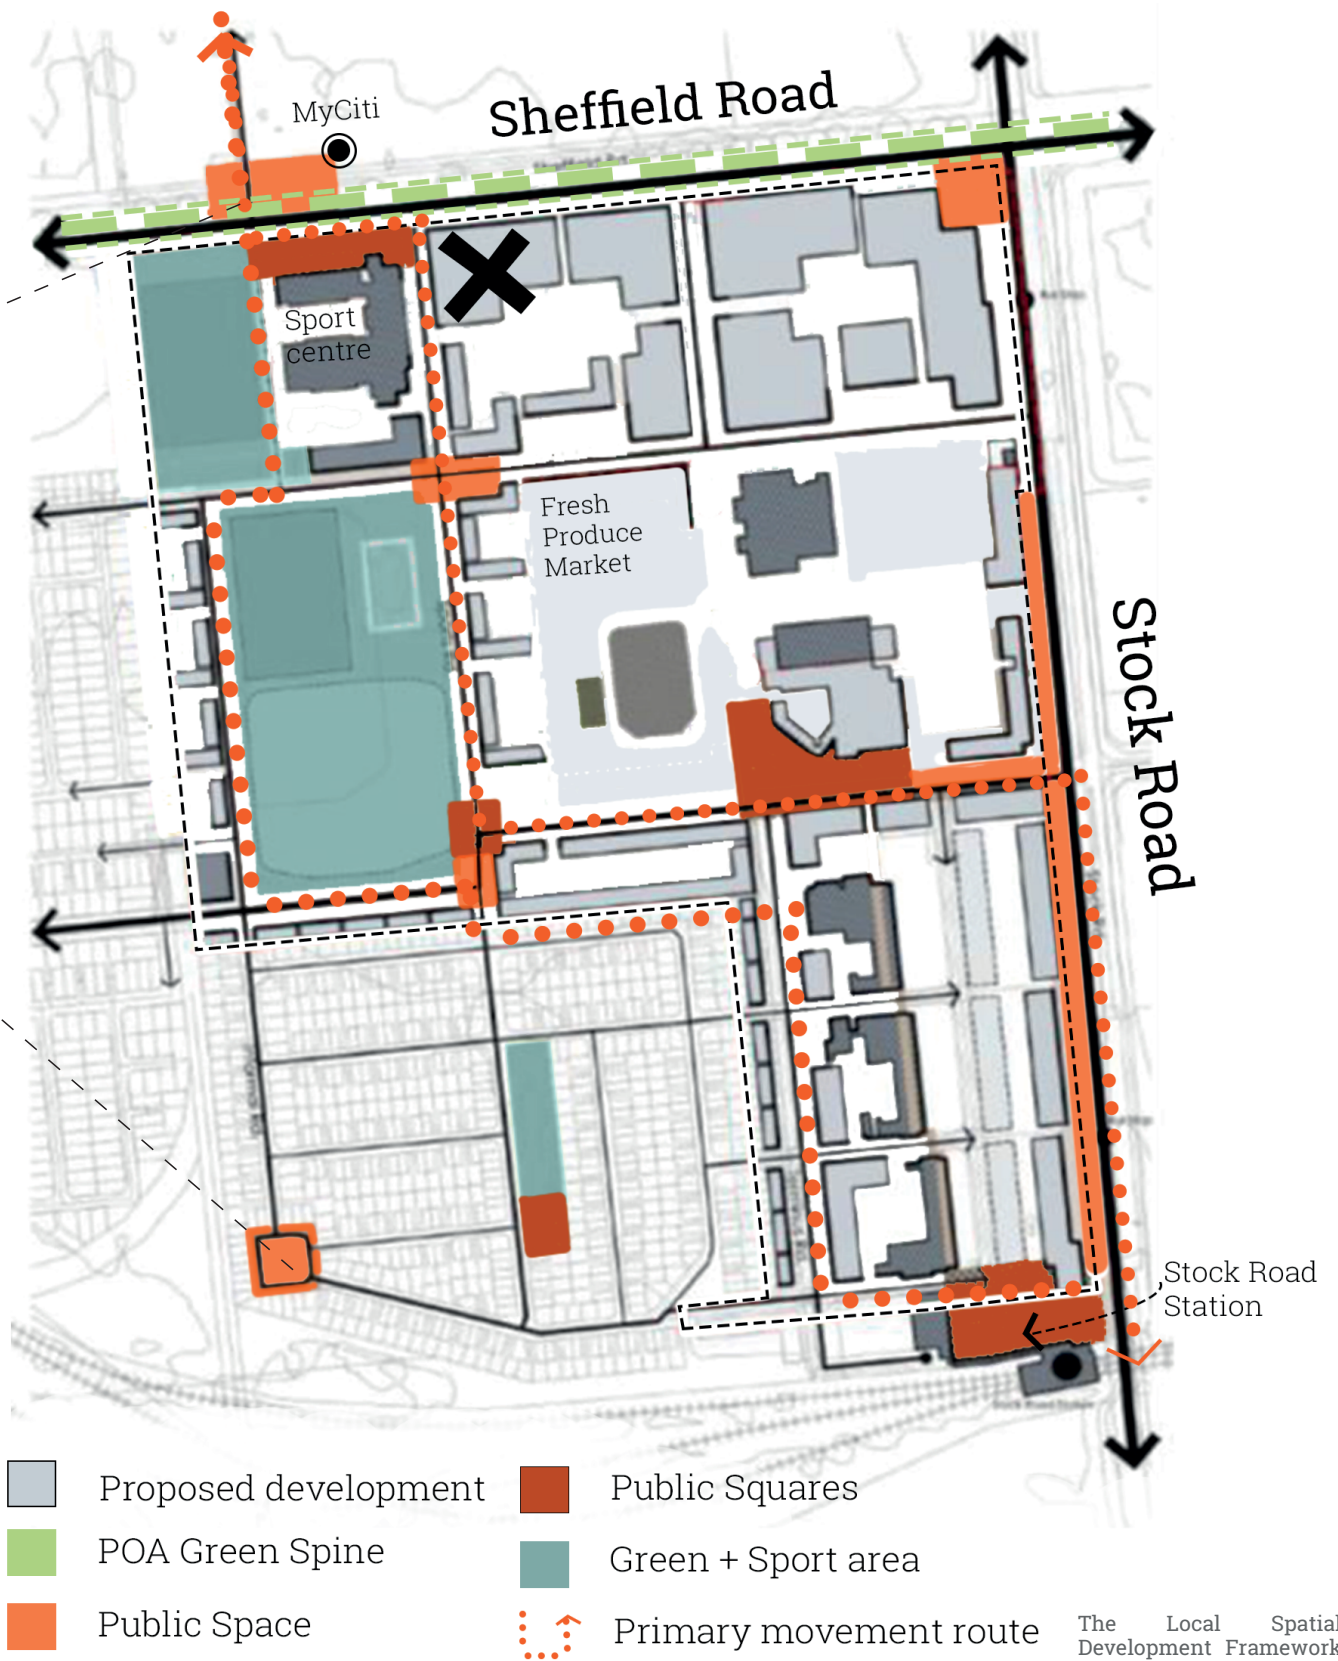 MyCiti
Sheffield Road
Sport
centre
Fresh
Produce
Market
Stock Road
Stock Road
Station
Proposed development
Public Squares
POA Green Spine
Green + Sport area
Public Space
Primary movement route
The Local Spatial
Development Framework